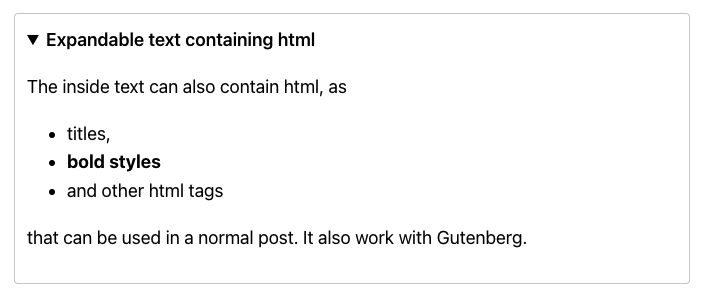 Expandable text containing html
The inside text can also contain html, as
titles,
bold styles
and other html tags
that can be used in a normal post. It also work with Gutenberg.